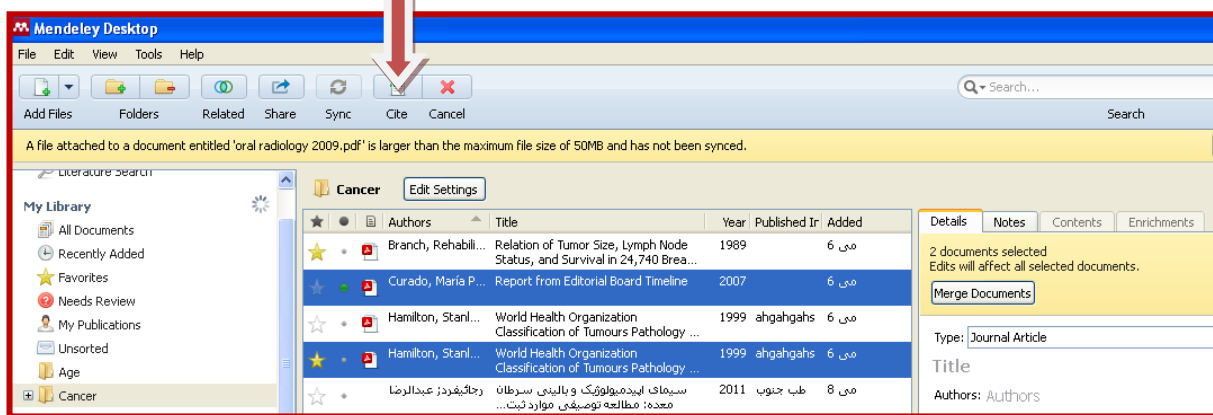 Mendeley Desktop
File Edit View Tools Help
Add Files Folders Related Share Sync Cite Cancel
Search...
Search
A file attached to a document entitled 'oral radiology 2009.pdf' is larger than the maximum file size of 50MB and has not been synced.
Literature Search
My Library
All Documents
Recently Added
Favorites
Needs Review
My Publications
Unsorted
Age
Cancer
Cancer Edit Settings
Authors Title Year Published In Added
Branch, Rehabili... Relation of Tumor Size, Lymph Node 1989 6 می
Status, and Survival in 24,740 Brea...
Curado, María P... Report from Editorial Board Timeline 2007 6 می
Hamilton, Stanl... World Health Organization 1999 ahgahgahs 6 می
Classification of Tumours Pathology ...
Hamilton, Stanl... World Health Organization 1999 ahgahgahs 6 می
Classification of Tumours Pathology ...
رجائیفرد; عبدالرضا سیمای اپیدمیولوژیک و بالینی سرطان 2011 طب جنوب 8 می
معده: مطالعه توصیفی موارد ثبت...
Details Notes Contents Enrichments
2 documents selected
Edits will affect all selected documents.
Merge Documents
Type: Journal Article
Title
Authors: Authors